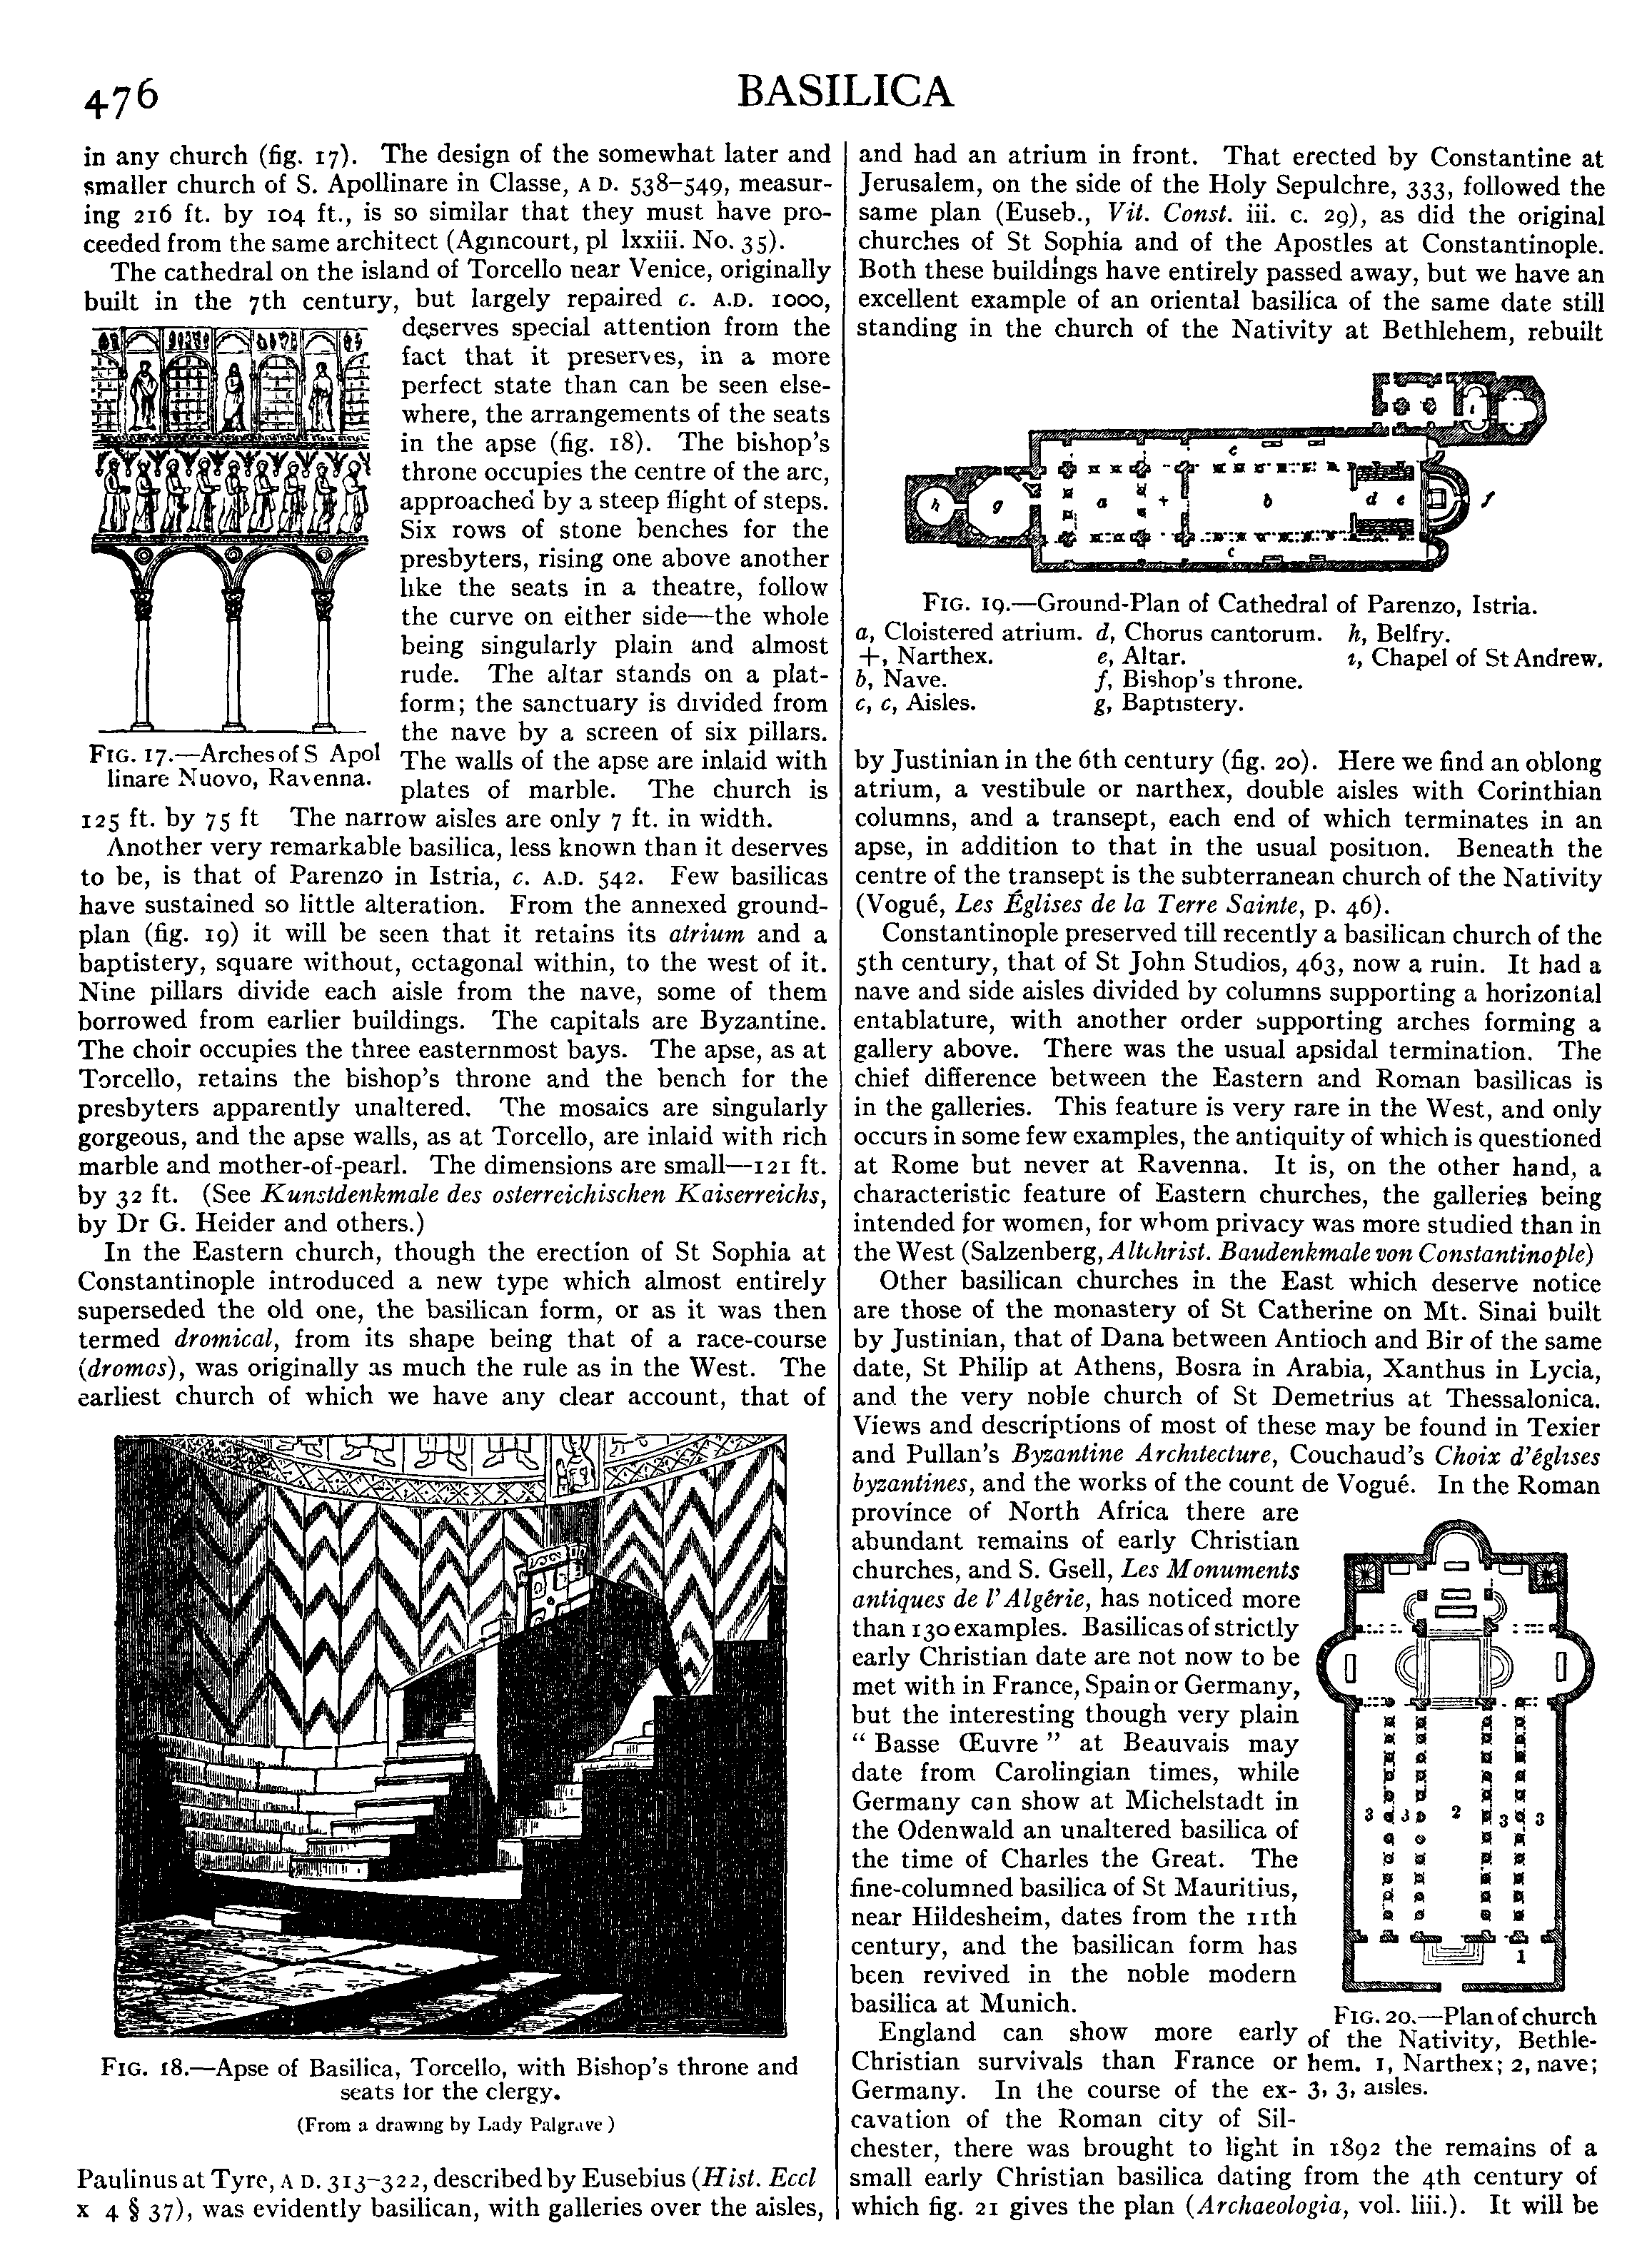 476
BASILICA
in any church (fig. 17). The design of the somewhat later and
smaller church of S. Apollinare in Classe, A D. 538–549, measur-
ing 216 ft. by 104 ft., is so similar that they must have pro-
ceeded from the same architect (Agincourt, pl lxxiii. No. 35).
The cathedral on the island of Torcello near Venice, originally
built in the 7th century, but largely repaired c. A.D. 1000,
deserves special attention from the
fact that it preserves, in a more
perfect state than can be seen else-
where, the arrangements of the seats
in the apse (fig. 18). The bishop's
throne occupies the centre of the arc,
approached by a steep flight of steps.
Six rows of stone benches for the
presbyters, rising one above another
like the seats in a theatre, follow
the curve on either side—the whole
being singularly plain and almost
rude. The altar stands on a plat-
form; the sanctuary is divided from
the nave by a screen of six pillars.
The walls of the apse are inlaid with
plates of marble. The church is
FIG. 17.—Arches of S Apol
linare Nuovo, Ravenna.
125 ft. by 75 ft The narrow aisles are only 7 ft. in width.
Another very remarkable basilica, less known than it deserves
to be, is that of Parenzo in Istria, c. A.D. 542. Few basilicas
have sustained so little alteration. From the annexed ground-
plan (fig. 19) it will be seen that it retains its atrium and a
baptistery, square without, octagonal within, to the west of it.
Nine pillars divide each aisle from the nave, some of them
borrowed from earlier buildings. The capitals are Byzantine.
The choir occupies the three easternmost bays. The apse, as at
Torcello, retains the bishop's throne and the bench for the
presbyters apparently unaltered. The mosaics are singularly
gorgeous, and the apse walls, as at Torcello, are inlaid with rich
marble and mother-of-pearl. The dimensions are small—121 ft.
by 32 ft. (See Kunstdenkmale des osterreichischen Kaiserreichs,
by Dr G. Heider and others.)
In the Eastern church, though the erection of St Sophia at
Constantinople introduced a new type which almost entirely
superseded the old one, the basilican form, or as it was then
termed dromical, from its shape being that of a race-course
(dromos), was originally as much the rule as in the West. The
earliest church of which we have any clear account, that of
FIG. 18.—Apse of Basilica, Torcello, with Bishop's throne and
seats for the clergy.
(From a drawing by Lady Palgrave )
Paulinus at Tyre, A D. 313–322, described by Eusebius (Hist. Eccl
x 4 § 37), was evidently basilican, with galleries over the aisles,
and had an atrium in front. That erected by Constantine at
Jerusalem, on the side of the Holy Sepulchre, 333, followed the
same plan (Euseb., Vit. Const. iii. c. 29), as did the original
churches of St Sophia and of the Apostles at Constantinople.
Both these buildings have entirely passed away, but we have an
excellent example of an oriental basilica of the same date still
standing in the church of the Nativity at Bethlehem, rebuilt
i
c
h g a + b d e f
c
FIG. 19.—Ground-Plan of Cathedral of Parenzo, Istria.
a, Cloistered atrium. d, Chorus cantorum. h, Belfry.
+, Narthex. e, Altar. i, Chapel of St Andrew.
b, Nave. f, Bishop's throne.
c, c, Aisles. g, Baptistery.
by Justinian in the 6th century (fig. 20). Here we find an oblong
atrium, a vestibule or narthex, double aisles with Corinthian
columns, and a transept, each end of which terminates in an
apse, in addition to that in the usual position. Beneath the
centre of the transept is the subterranean church of the Nativity
(Vogué, Les Églises de la Terre Sainte, p. 46).
Constantinople preserved till recently a basilican church of the
5th century, that of St John Studios, 463, now a ruin. It had a
nave and side aisles divided by columns supporting a horizontal
entablature, with another order supporting arches forming a
gallery above. There was the usual apsidal termination. The
chief difference between the Eastern and Roman basilicas is
in the galleries. This feature is very rare in the West, and only
occurs in some few examples, the antiquity of which is questioned
at Rome but never at Ravenna. It is, on the other hand, a
characteristic feature of Eastern churches, the galleries being
intended for women, for whom privacy was more studied than in
the West (Salzenberg, Altchrist. Baudenkmale von Constantinople)
Other basilican churches in the East which deserve notice
are those of the monastery of St Catherine on Mt. Sinai built
by Justinian, that of Dana between Antioch and Bir of the same
date, St Philip at Athens, Bosra in Arabia, Xanthus in Lycia,
and the very noble church of St Demetrius at Thessalonica.
Views and descriptions of most of these may be found in Texier
and Pullan's Byzantine Architecture, Couchaud's Choix d'églises
byzantines, and the works of the count de Vogué. In the Roman
province of North Africa there are
abundant remains of early Christian
churches, and S. Gsell, Les Monuments
antiques de l'Algérie, has noticed more
than 130 examples. Basilicas of strictly
early Christian date are not now to be
met with in France, Spain or Germany,
but the interesting though very plain
“ Basse Œuvre ” at Beauvais may
date from Carolingian times, while
Germany can show at Michelstadt in
the Odenwald an unaltered basilica of
the time of Charles the Great. The
fine-columned basilica of St Mauritius,
near Hildesheim, dates from the 11th
century, and the basilican form has
been revived in the noble modern
basilica at Munich.
3 3 2 3 3
1
FIG. 20.—Plan of church
of the Nativity, Bethle-
hem. 1, Narthex; 2, nave;
3, 3, aisles.
England can show more early
Christian survivals than France or
Germany. In the course of the ex-
cavation of the Roman city of Sil-
chester, there was brought to light in 1892 the remains of a
small early Christian basilica dating from the 4th century of
which fig. 21 gives the plan (Archaeologia, vol. liii.). It will be